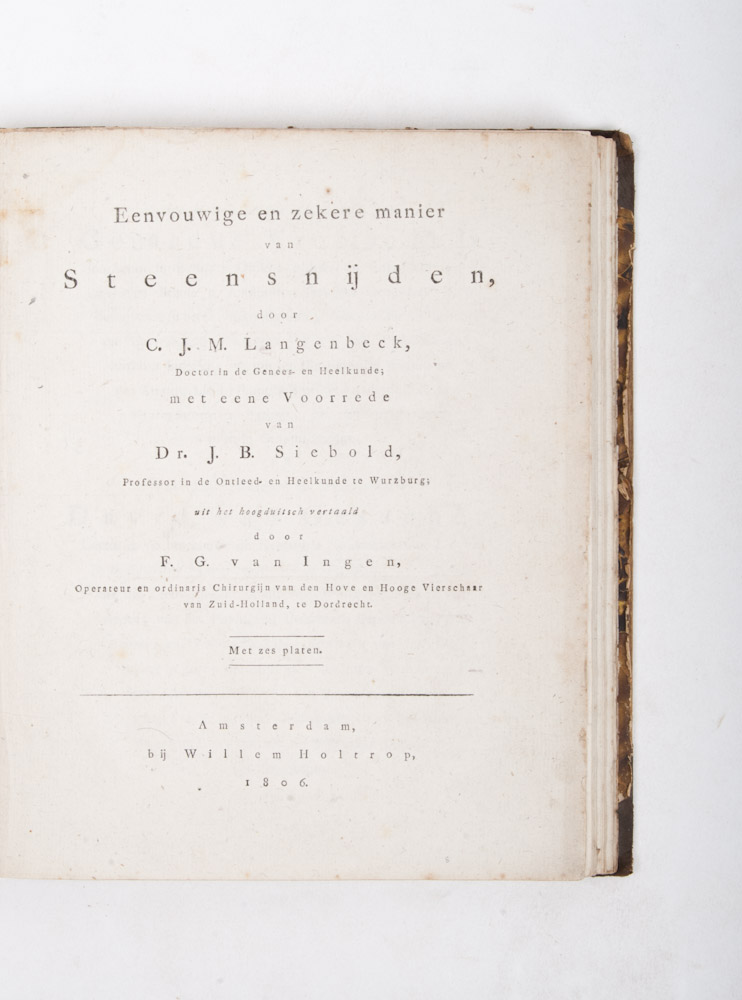 Eenvouwige en zekere manier
van
Steensnijden,
door
C. J. M. Langenbeck,
Doctor in de Genees- en Heelkunde;
met eene Voorrede
van
Dr. J. B. Siebold,
Professor in de Ontleed- en Heelkunde te Wurzburg;
uit het hoogduitsch vertaald
door
F. G. van Ingen,
Operateur en ordinarjs Chirurgijn van den Hove en Hooge Vierschaar
van Zuid-Holland, te Dordrecht.
Met zes platen.
Amsterdam,
bij Willem Holtrop,
1806.